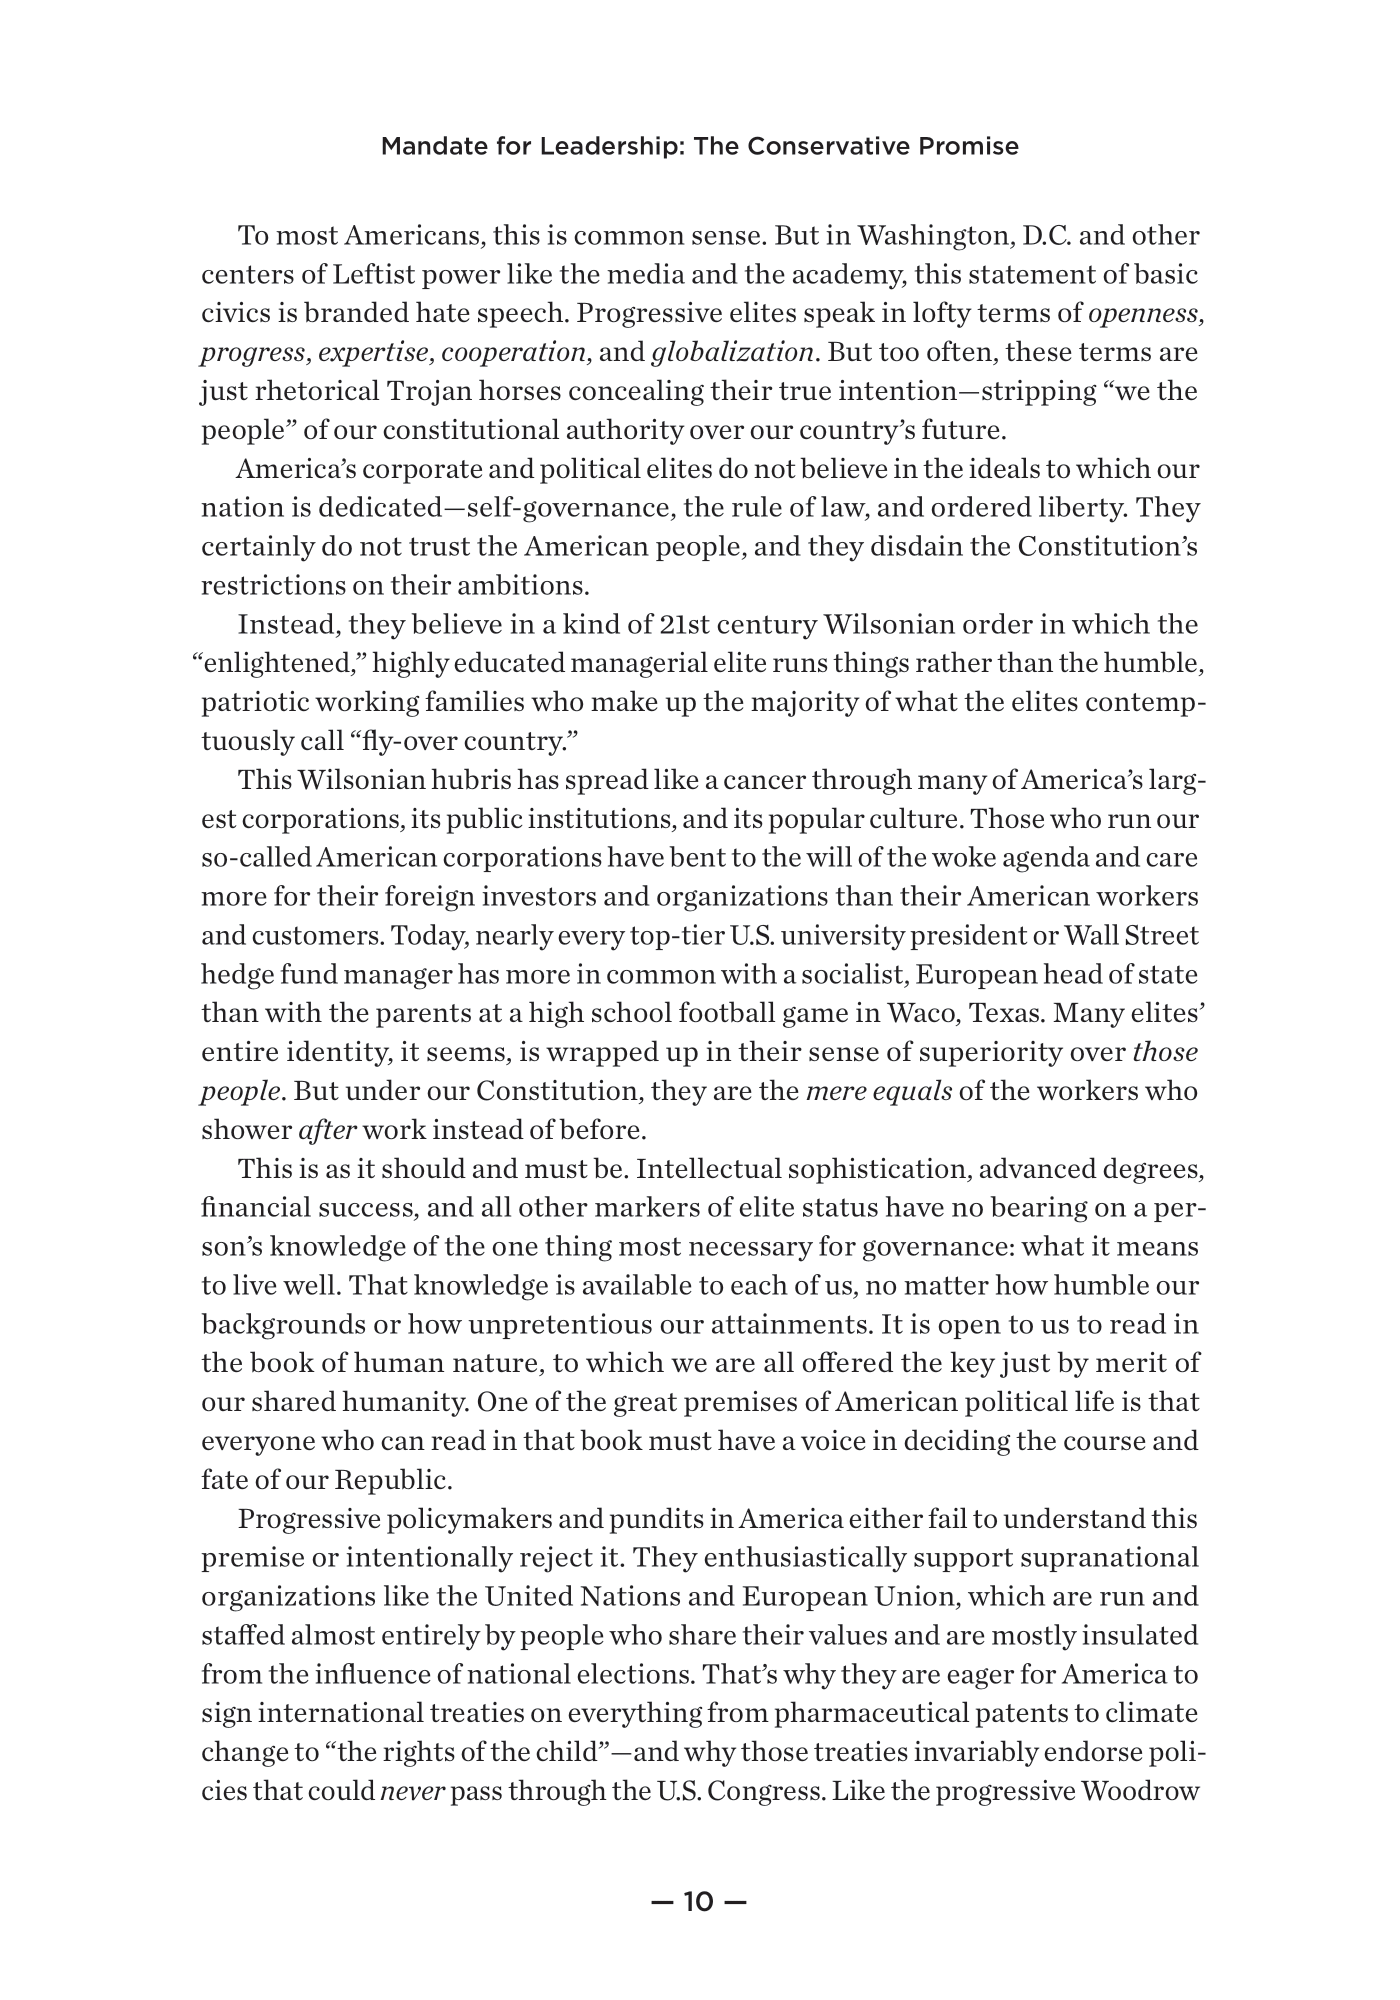 Mandate for Leadership: The Conservative Promise
To most Americans, this is common sense. But in Washington, D.C. and other
centers of Leftist power like the media and the academy, this statement of basic
civics is branded hate speech. Progressive elites speak in lofty terms of openness,
progress, expertise, cooperation, and globalization. But too often, these terms are
just rhetorical Trojan horses concealing their true intention—stripping “we the
people” of our constitutional authority over our country’s future.
America’s corporate and political elites do not believe in the ideals to which our
nation is dedicated—self-governance, the rule of law, and ordered liberty. They
certainly do not trust the American people, and they disdain the Constitution’s
restrictions on their ambitions.
Instead, they believe in a kind of 21st century Wilsonian order in which the
“enlightened,” highly educated managerial elite runs things rather than the humble,
patriotic working families who make up the majority of what the elites contemp-
tuously call “fly-over country.”
This Wilsonian hubris has spread like a cancer through many of America’s larg-
est corporations, its public institutions, and its popular culture. Those who run our
so-called American corporations have bent to the will of the woke agenda and care
more for their foreign investors and organizations than their American workers
and customers. Today, nearly every top-tier U.S. university president or Wall Street
hedge fund manager has more in common with a socialist, European head of state
than with the parents at a high school football game in Waco, Texas. Many elites’
entire identity, it seems, is wrapped up in their sense of superiority over those
people. But under our Constitution, they are the mere equals of the workers who
shower after work instead of before.
This is as it should and must be. Intellectual sophistication, advanced degrees,
financial success, and all other markers of elite status have no bearing on a per-
son’s knowledge of the one thing most necessary for governance: what it means
to live well. That knowledge is available to each of us, no matter how humble our
backgrounds or how unpretentious our attainments. It is open to us to read in
the book of human nature, to which we are all offered the key just by merit of
our shared humanity. One of the great premises of American political life is that
everyone who can read in that book must have a voice in deciding the course and
fate of our Republic.
Progressive policymakers and pundits in America either fail to understand this
premise or intentionally reject it. They enthusiastically support supranational
organizations like the United Nations and European Union, which are run and
staffed almost entirely by people who share their values and are mostly insulated
from the influence of national elections. That’s why they are eager for America to
sign international treaties on everything from pharmaceutical patents to climate
change to “the rights of the child”—and why those treaties invariably endorse poli-
cies that could never pass through the U.S. Congress. Like the progressive Woodrow
— 10 —